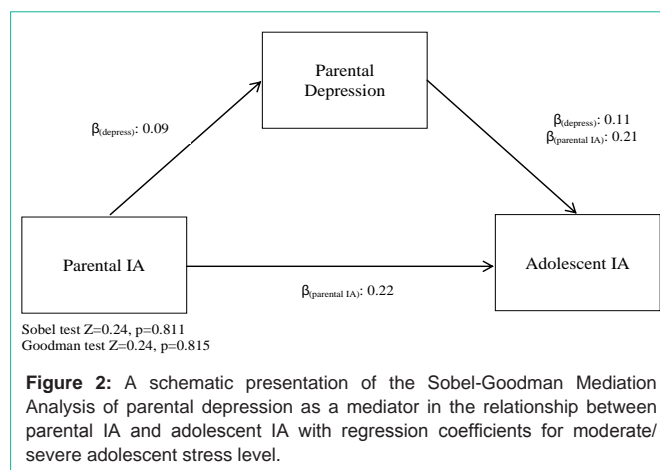 Parental
Depression
β(depress): 0.09
β(depress): 0.11
β(parental IA): 0.21
Parental IA
Adolescent IA
β(parental IA): 0.22
Sobel test Z=0.24, p=0.811
Goodman test Z=0.24, p=0.815
Figure 2: A schematic presentation of the Sobel-Goodman Mediation
Analysis of parental depression as a mediator in the relationship between
parental IA and adolescent IA with regression coefficients for moderate/
severe adolescent stress level.